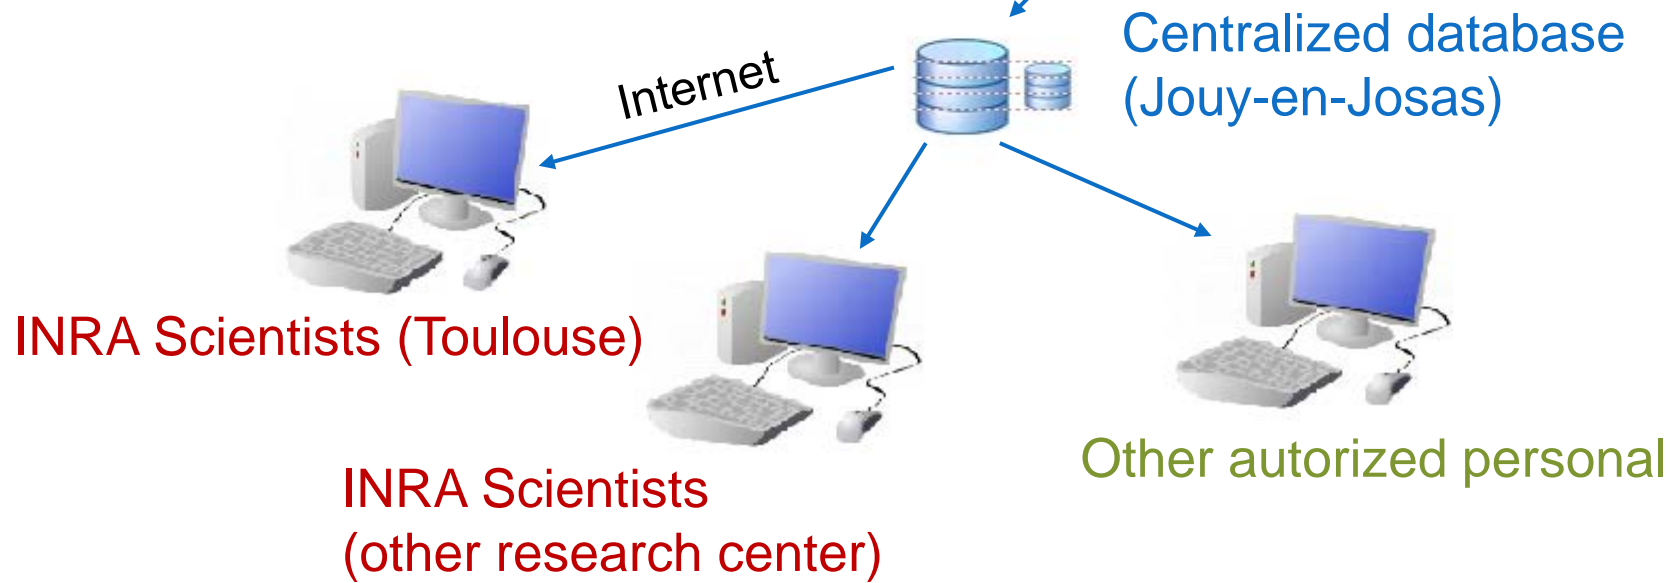 Centralized database
(Jouy-en-Josas)
Internet
INRA Scientists (Toulouse)
Other autorized personal
INRA Scientists
(other research center)